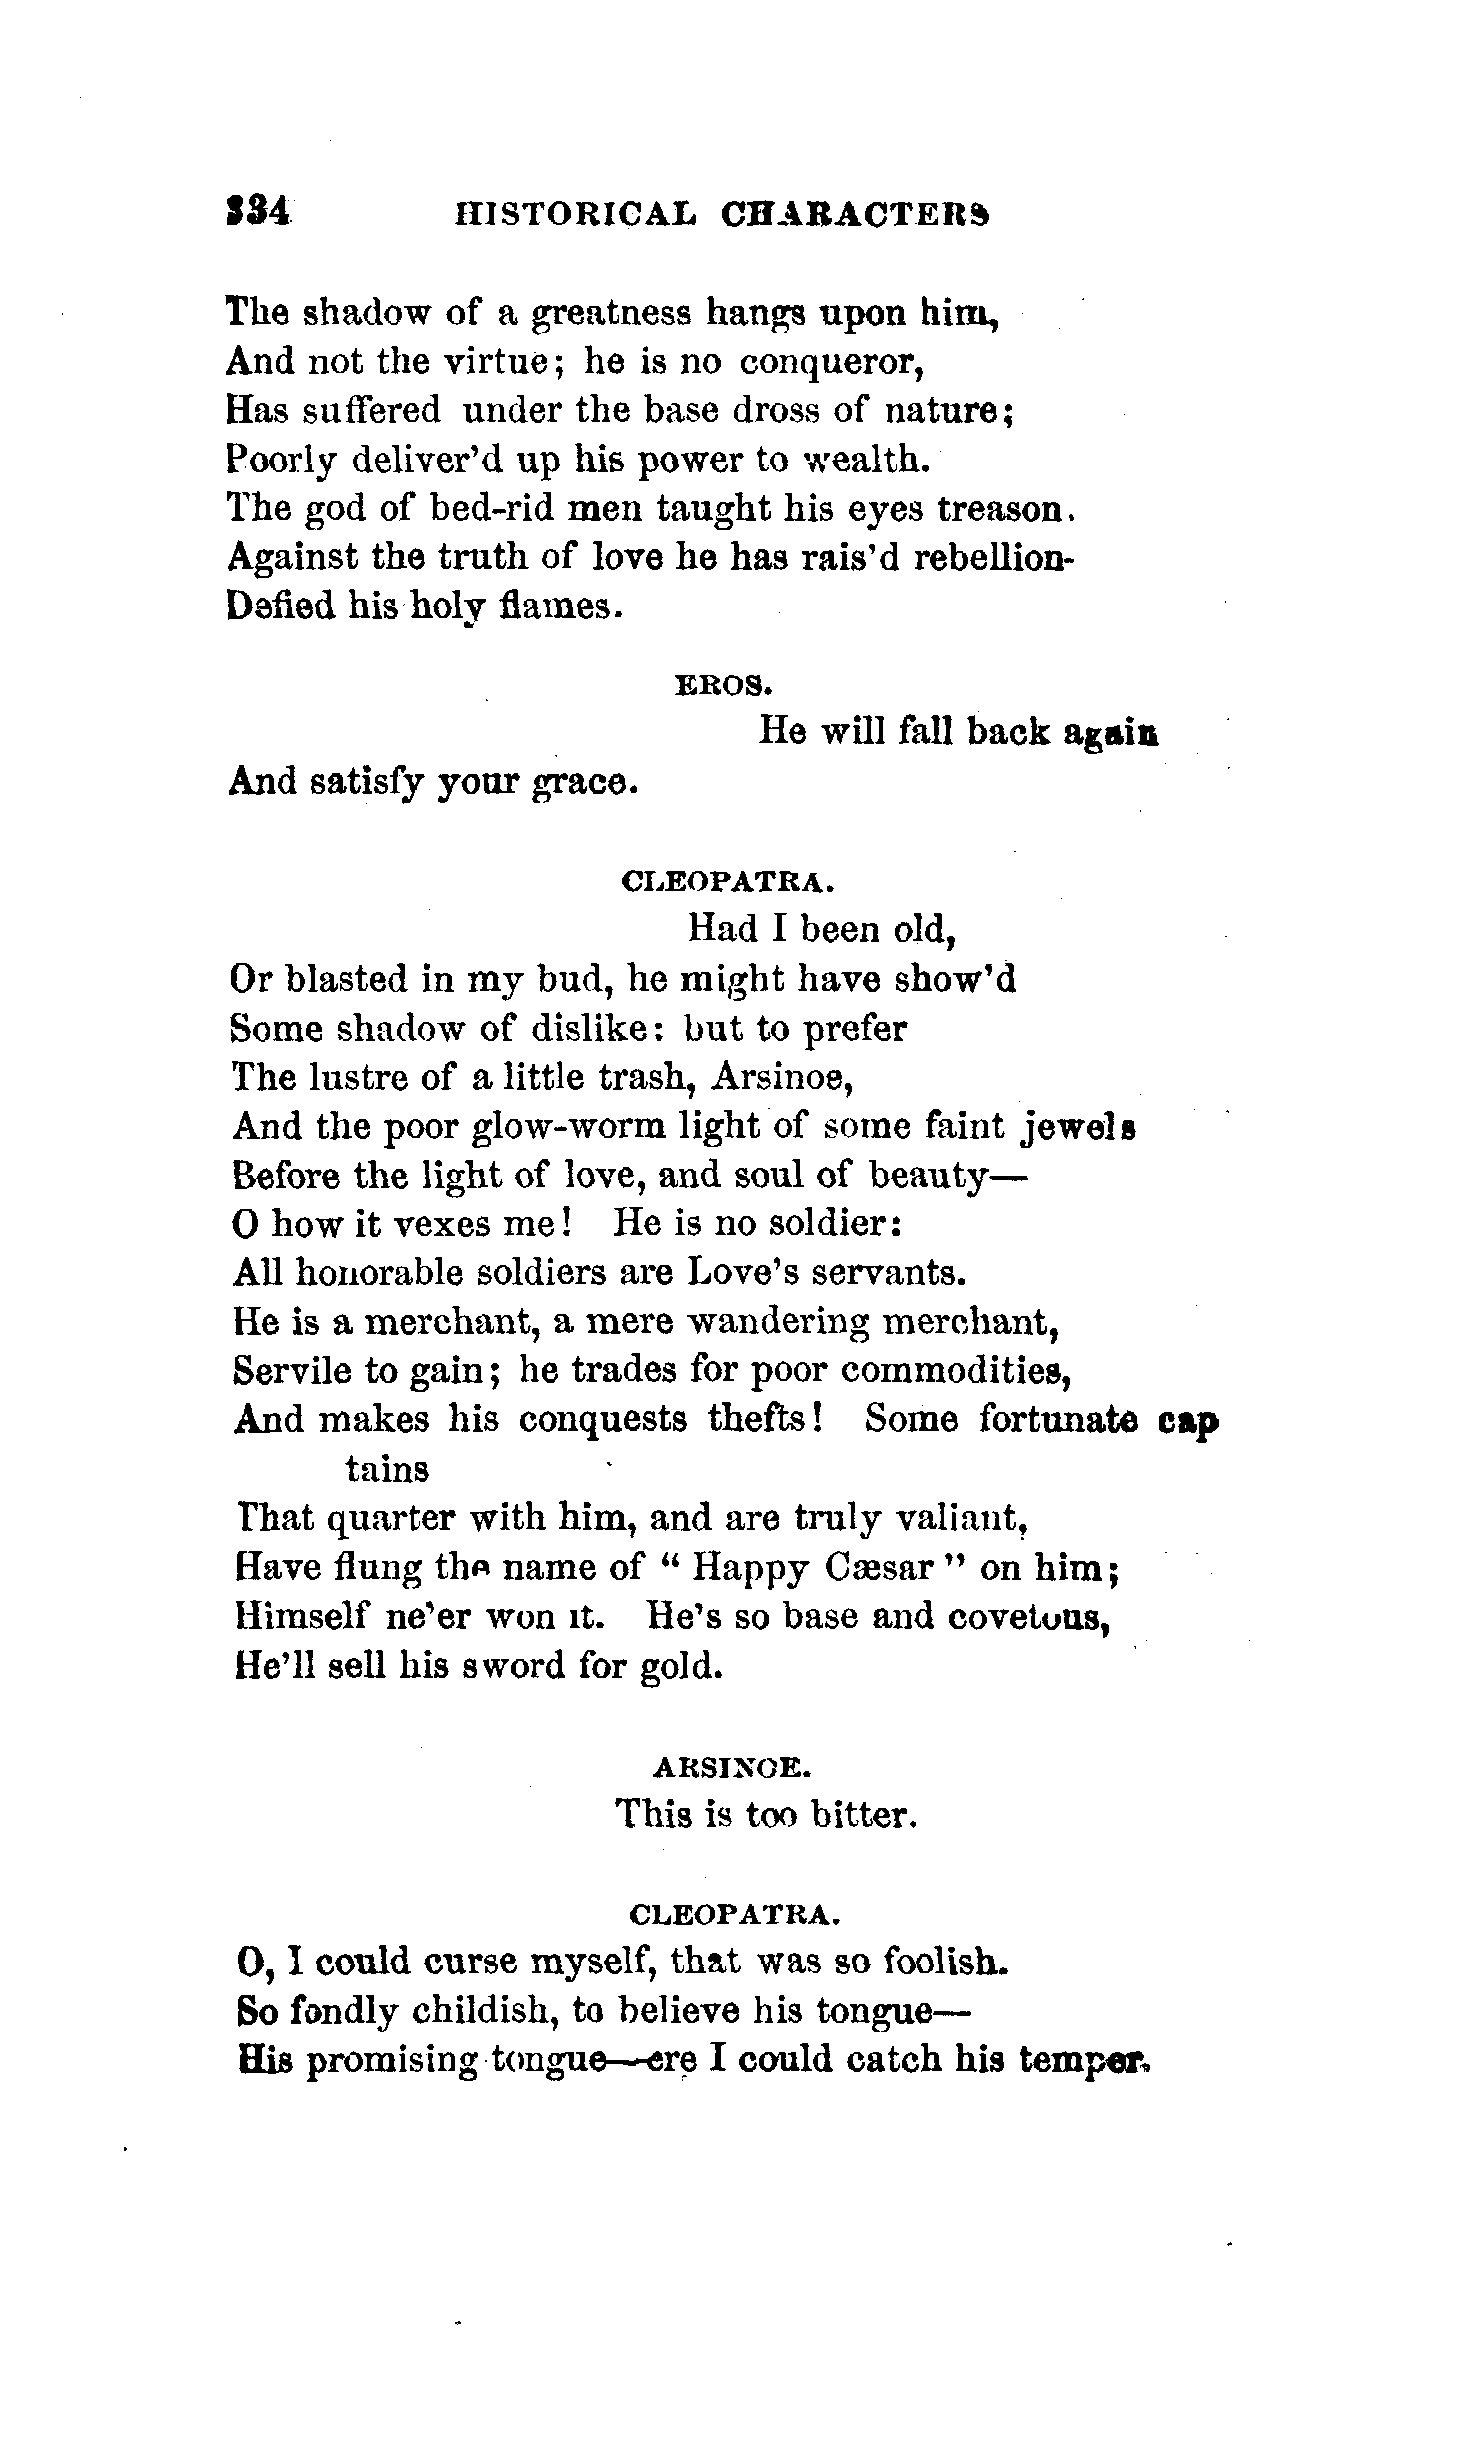 334 HISTORICAL CHARACTERS
The shadow of a greatness hangs upon him,
And not the virtue; he is no conqueror,
Has suffered under the base dross of nature;
Poorly deliver'd up his power to wealth.
The god of bed-rid men taught his eyes treason.
Against the truth of love he has rais'd rebellion-
Defied his holy flames.
EROS.
He will fall back again
And satisfy your grace.
CLEOPATRA.
Had I been old,
Or blasted in my bud, he might have show'd
Some shadow of dislike: but to prefer
The lustre of a little trash, Arsinoe,
And the poor glow-worm light of some faint jewels
Before the light of love, and soul of beauty—
O how it vexes me! He is no soldier:
All honorable soldiers are Love's servants.
He is a merchant, a mere wandering merchant,
Servile to gain; he trades for poor commodities,
And makes his conquests thefts! Some fortunate cap
tains
That quarter with him, and are truly valiant,
Have flung the name of " Happy Cæsar " on him;
Himself ne'er won it. He's so base and covetous,
He'll sell his sword for gold.
ARSINOE.
This is too bitter.
CLEOPATRA.
O, I could curse myself, that was so foolish.
So fondly childish, to believe his tongue—
His promising tongue—ere I could catch his temper.